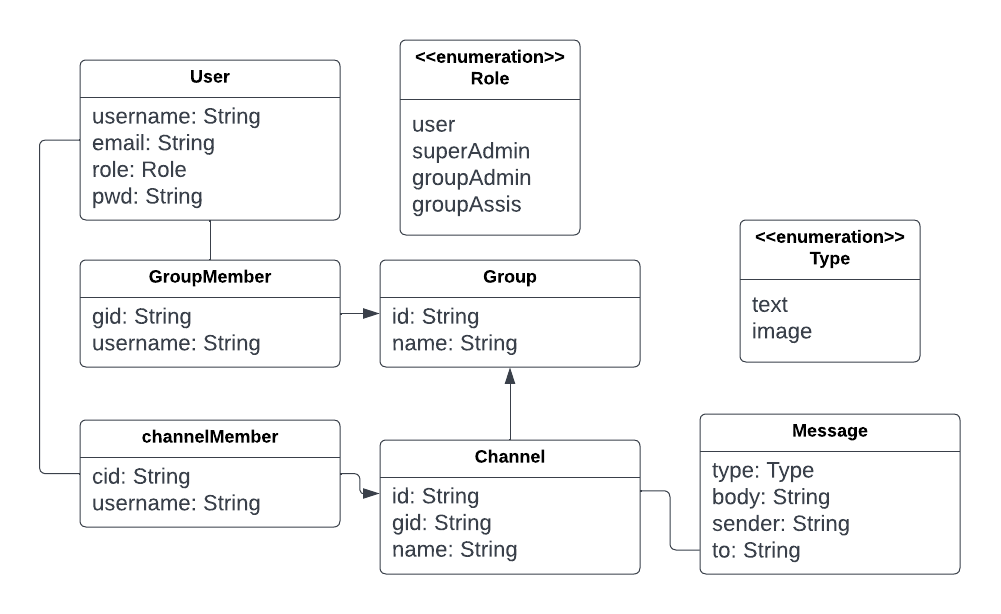 User
username: String
email: String
role: Role
pwd: String
<<enumeration>>
Role
user
superAdmin
groupAdmin
groupAssis
GroupMember
gid: String
username: String
Group
id: String
name: String
<<enumeration>>
Type
text
image
channelMember
cid: String
username: String
Channel
id: String
gid: String
name: String
Message
type: Type
body: String
sender: String
to: String